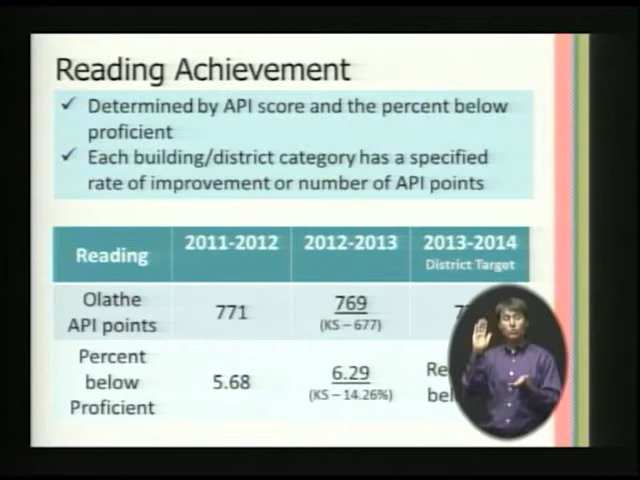 Reading Achievement
✓ Determined by API score and the percent below
proficient
✓ Each building/district category has a specified
rate of improvement or number of API points
Reading 2011-2012 2012-2013 2013-2014
District Target
Olathe
API points 771 769
(KS – 677)
Percent
below
Proficient 5.68 6.29
(KS – 14.26%)